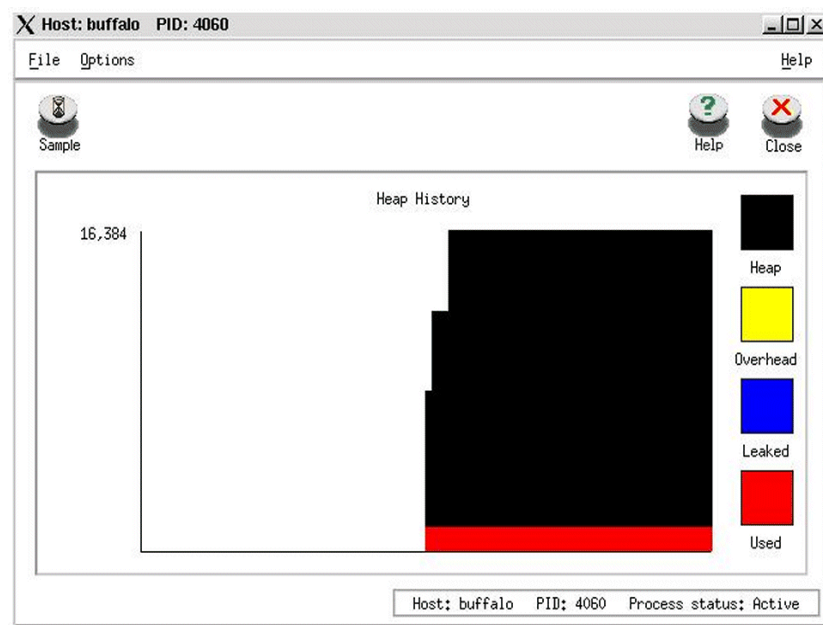 Host: buffalo PID: 4060
File Options Help
Sample Help Close
Heap History
16,384
Heap
Overhead
Leaked
Used
Host: buffalo PID: 4060 Process status: Active